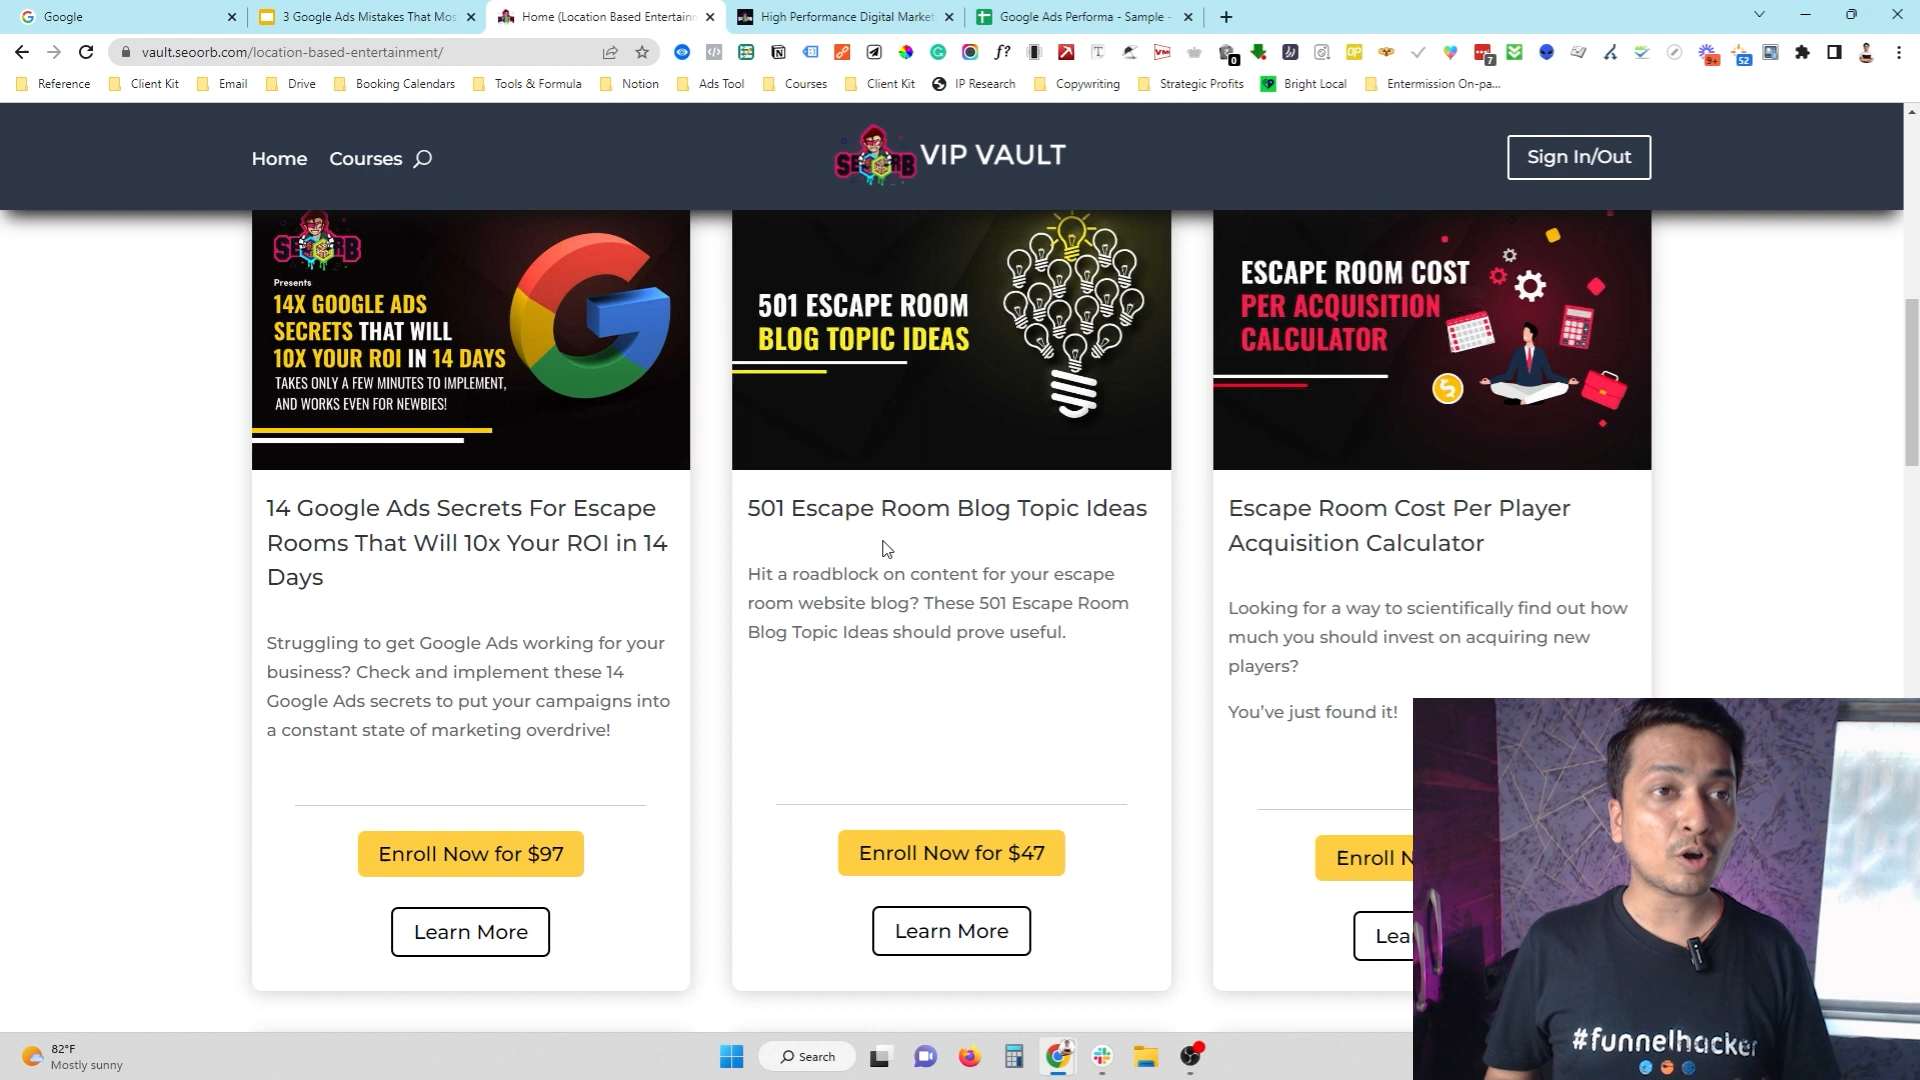 Google
3 Google Ads Mistakes That Mos
Home (Location Based Entertainm
High Performance Digital Market
Google Ads Performa - Sample -
vault.seoorb.com/location-based-entertainment/
f?
VM
OP
0
7
9+
52
Reference
Client Kit
Email
Drive
Booking Calendars
Tools & Formula
Notion
Ads Tool
Courses
Client Kit
IP Research
Copywriting
Strategic Profits
Bright Local
Entermission On-pa...
Home
Courses
SEOORB
VIP VAULT
Sign In/Out
SEOORB
Presents
14X GOOGLE ADS
SECRETS THAT WILL
10X YOUR ROI IN 14 DAYS
TAKES ONLY A FEW MINUTES TO IMPLEMENT,
AND WORKS EVEN FOR NEWBIES!
501 ESCAPE ROOM
BLOG TOPIC IDEAS
ESCAPE ROOM COST
PER ACQUISITION
CALCULATOR
14 Google Ads Secrets For Escape
Rooms That Will 10x Your ROI in 14
Days
Struggling to get Google Ads working for your
business? Check and implement these 14
Google Ads secrets to put your campaigns into
a constant state of marketing overdrive!
Enroll Now for $97
Learn More
501 Escape Room Blog Topic Ideas
Hit a roadblock on content for your escape
room website blog? These 501 Escape Room
Blog Topic Ideas should prove useful.
Enroll Now for $47
Learn More
Escape Room Cost Per Player
Acquisition Calculator
Looking for a way to scientifically find out how
much you should invest on acquiring new
players?
You've just found it!
Enroll N
Lea
#funnelhacker
82°F
Mostly sunny
Search